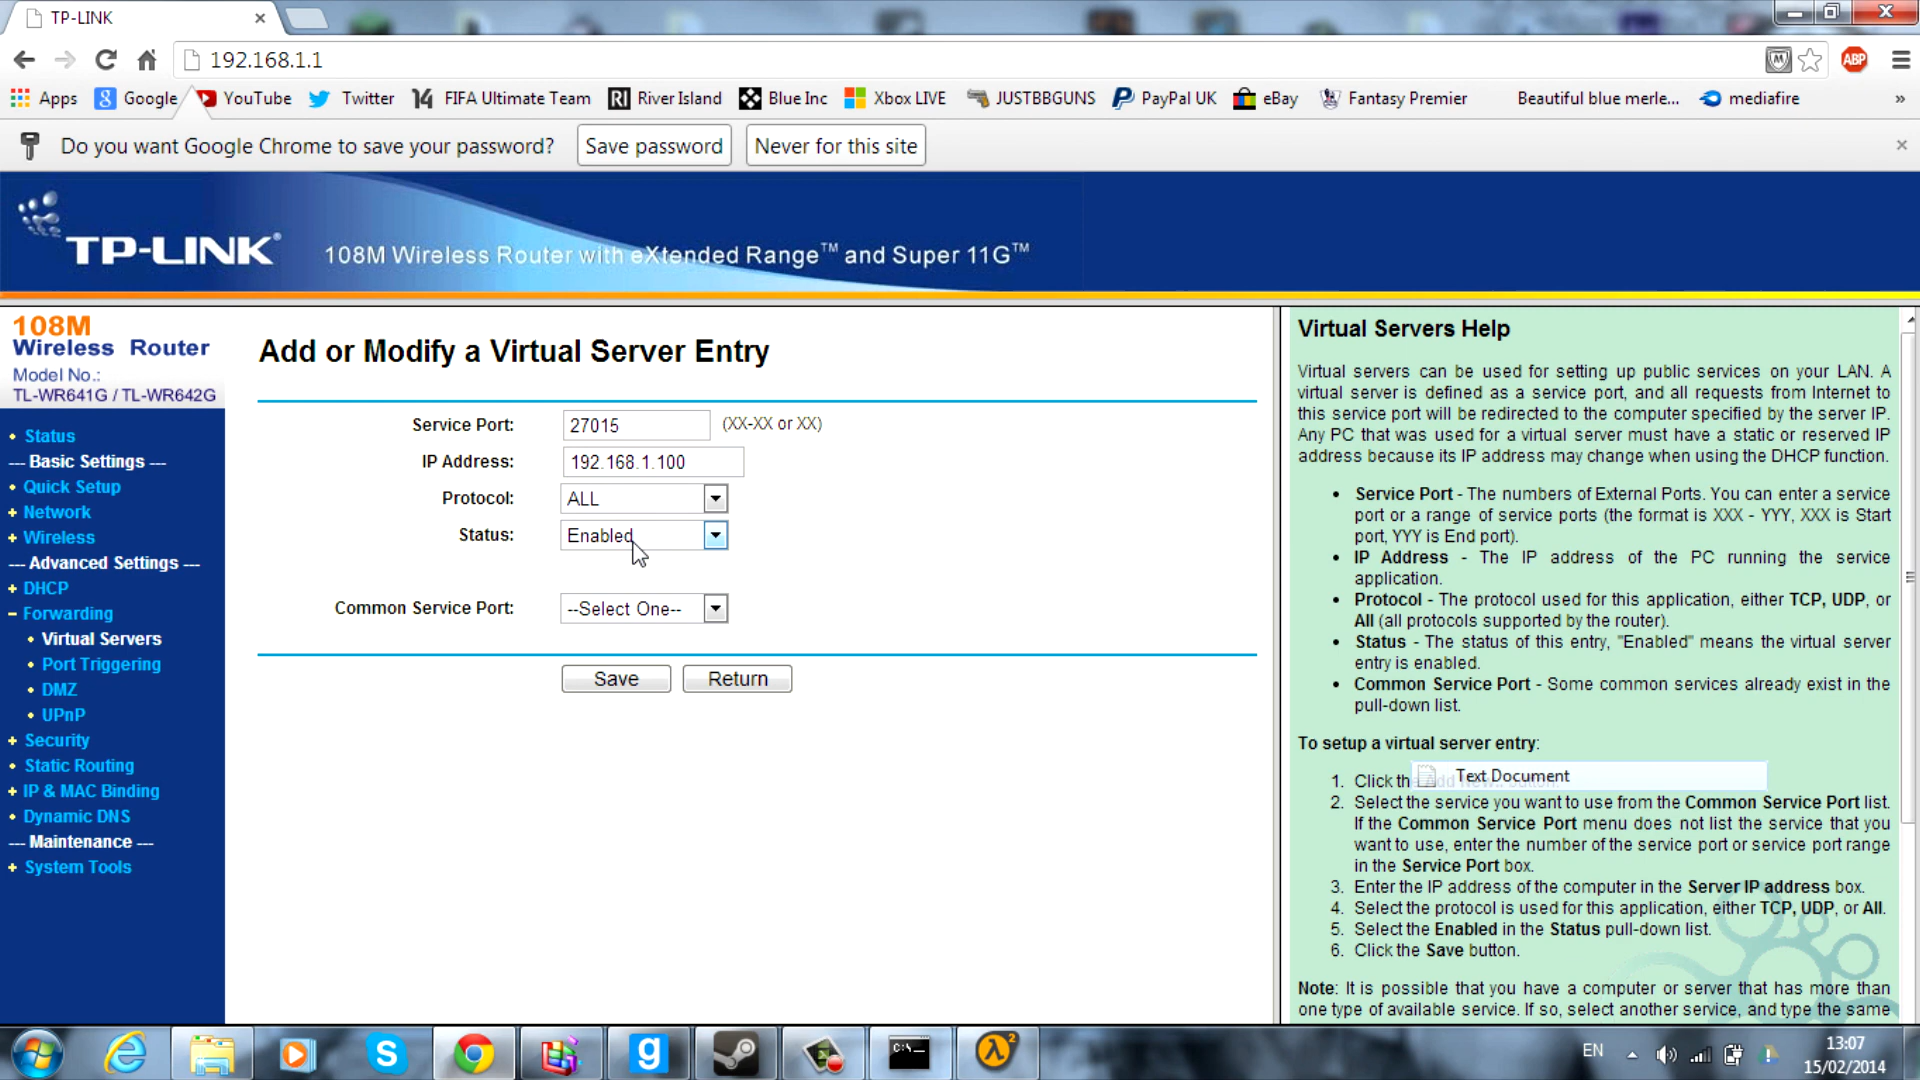 TP-LINK
192.168.1.1
ABP
Apps Google YouTube Twitter FIFA Ultimate Team River Island Blue Inc Xbox LIVE JUSTBBGUNS PayPal UK eBay Fantasy Premier Beautiful blue merle... mediafire »
Do you want Google Chrome to save your password? Save password Never for this site
TP-LINK® 108M Wireless Router with eXtended Range™ and Super 11G™
108M
Wireless Router
Model No.:
TL-WR641G / TL-WR642G
• Status
--- Basic Settings ---
• Quick Setup
+ Network
+ Wireless
--- Advanced Settings ---
+ DHCP
– Forwarding
• Virtual Servers
• Port Triggering
• DMZ
• UPnP
+ Security
• Static Routing
+ IP & MAC Binding
• Dynamic DNS
--- Maintenance ---
+ System Tools
Add or Modify a Virtual Server Entry
Service Port: 27015 (XX-XX or XX)
IP Address: 192.168.1.100
Protocol: ALL
Status: Enabled
Common Service Port: --Select One--
Save Return
Virtual Servers Help
Virtual servers can be used for setting up public services on your LAN. A
virtual server is defined as a service port, and all requests from Internet to
this service port will be redirected to the computer specified by the server IP.
Any PC that was used for a virtual server must have a static or reserved IP
address because its IP address may change when using the DHCP function.
• Service Port - The numbers of External Ports. You can enter a service
port or a range of service ports (the format is XXX - YYY, XXX is Start
port, YYY is End port).
• IP Address - The IP address of the PC running the service
application.
• Protocol - The protocol used for this application, either TCP, UDP, or
All (all protocols supported by the router).
• Status - The status of this entry, "Enabled" means the virtual server
entry is enabled.
• Common Service Port - Some common services already exist in the
pull-down list.
To setup a virtual server entry:
1. Click the Add New.. button.
Text Document
2. Select the service you want to use from the Common Service Port list.
If the Common Service Port menu does not list the service that you
want to use, enter the number of the service port or service port range
in the Service Port box.
3. Enter the IP address of the computer in the Server IP address box.
4. Select the protocol is used for this application, either TCP, UDP, or All.
5. Select the Enabled in the Status pull-down list.
6. Click the Save button.
Note: It is possible that you have a computer or server that has more than
one type of available service. If so, select another service, and type the same
EN
13:07
15/02/2014